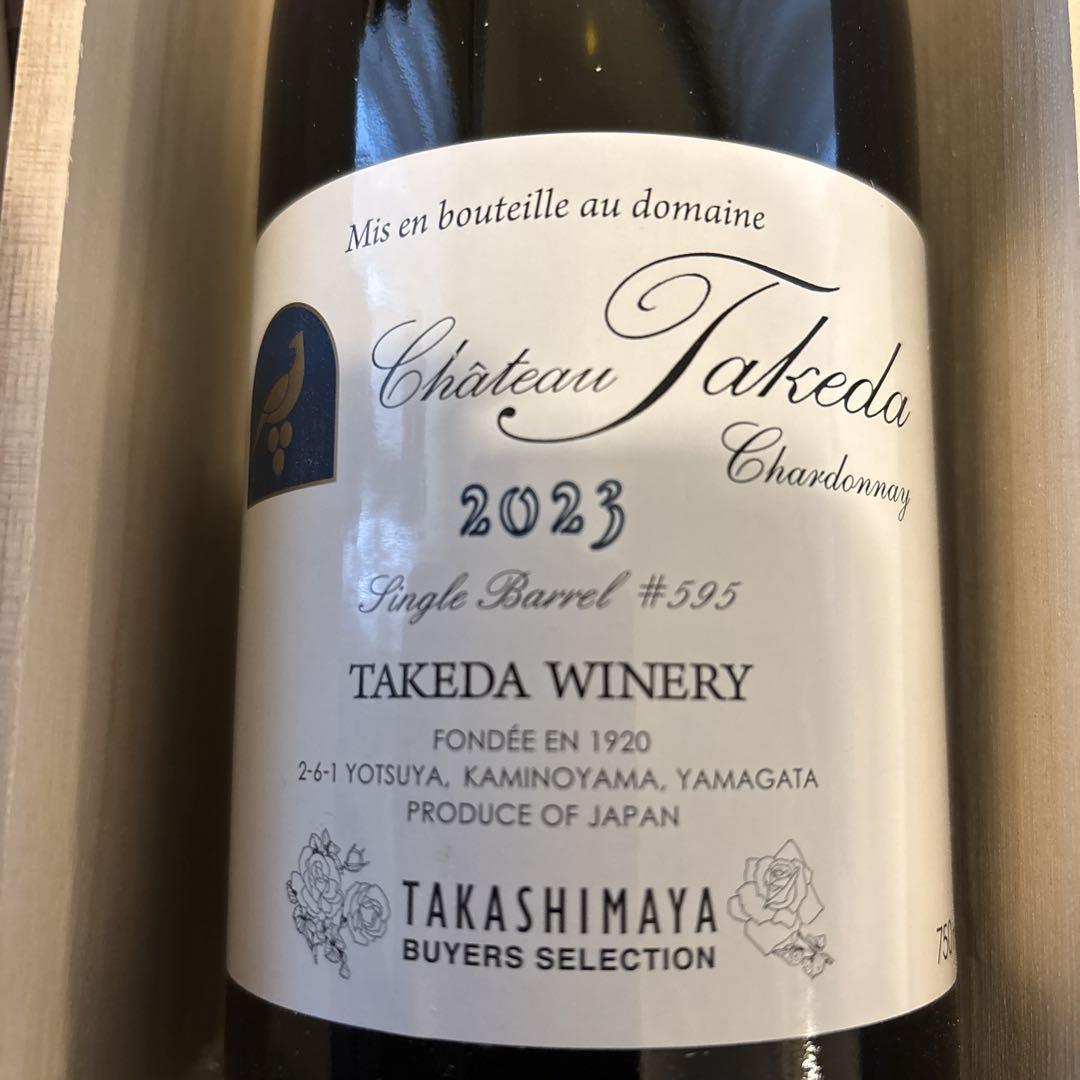 Mis en bouteille au domaine
Château Takeda
Chardonnay
2023
Single Barrel #595
TAKEDA WINERY
FONDÉE EN 1920
2-6-1 YOTSUYA, KAMINOYAMA, YAMAGATA
PRODUCE OF JAPAN
TAKASHIMAYA
BUYERS SELECTION
750